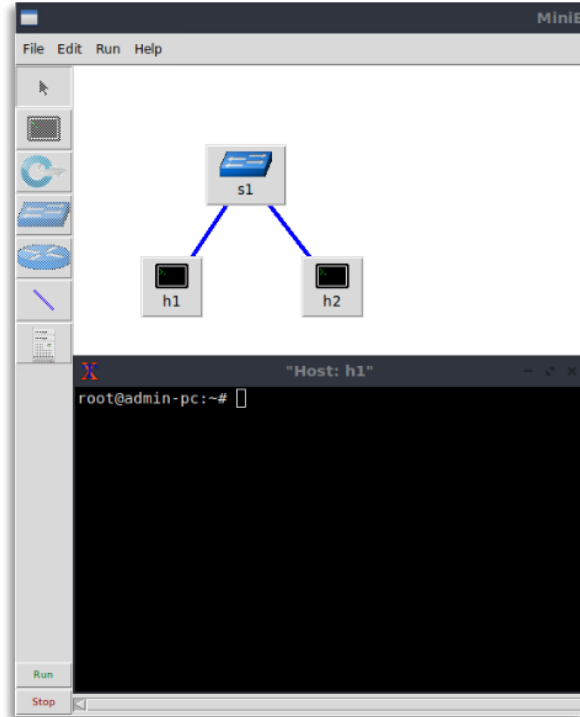 MiniE
File Edit Run Help
s1
h1 h2
"Host: h1"
root@admin-pc:~#
Run
Stop